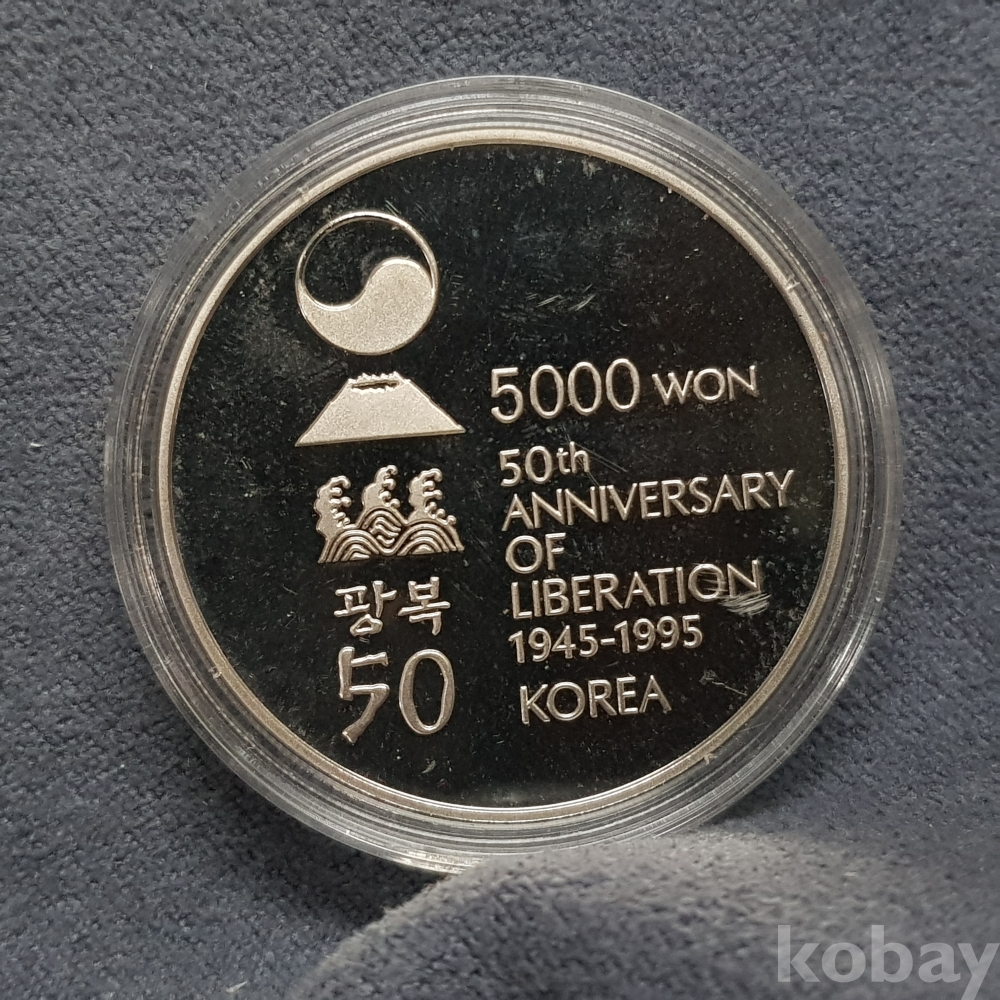 5000 WON
50th
ANNIVERSARY
OF
LIBERATION
1945-1995
KOREA
광복
50
kobay